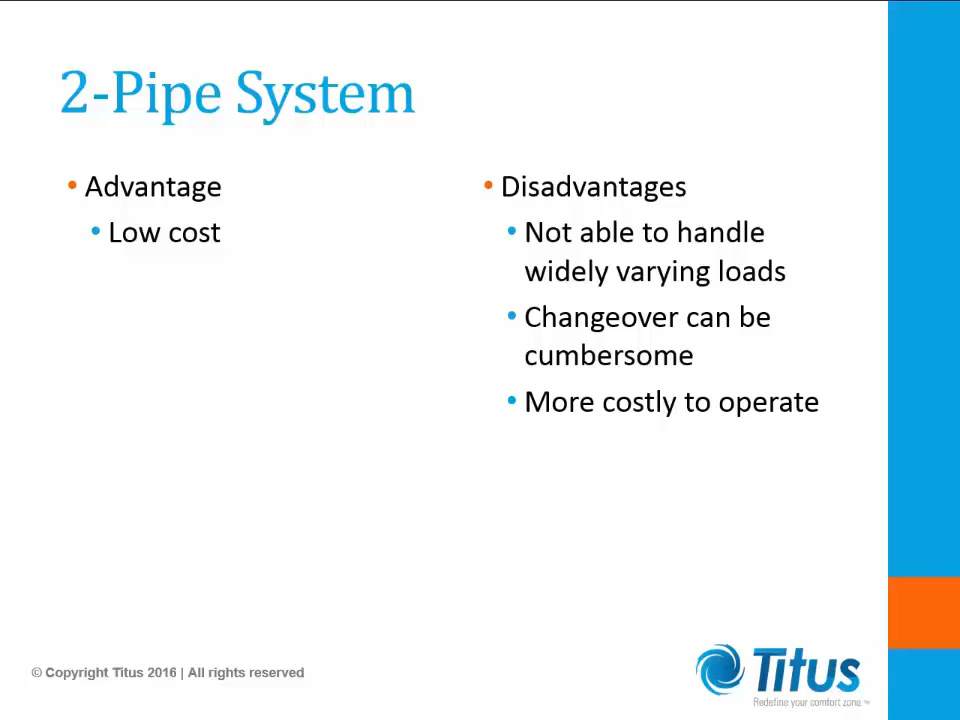 2-Pipe System
• Advantage
• Low cost
• Disadvantages
• Not able to handle
widely varying loads
• Changeover can be
cumbersome
• More costly to operate
© Copyright Titus 2016 | All rights reserved
Titus
Redefine your comfort zone.™